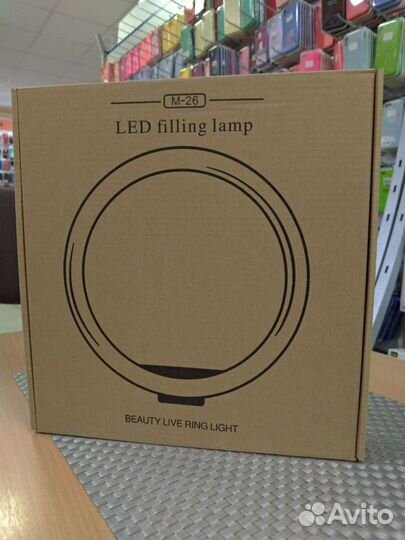 M-26
LED filling lamp
BEAUTY LIVE RING LIGHT
Avito